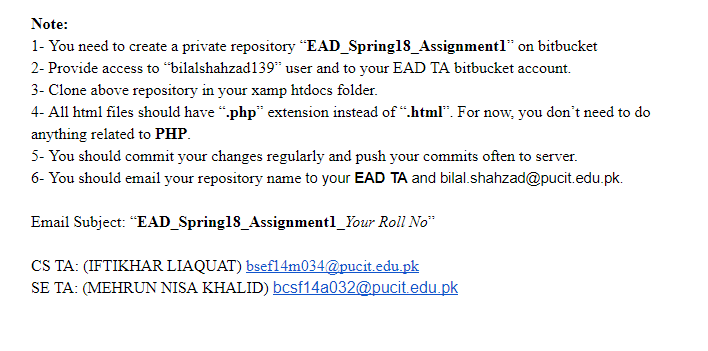 Note:
1- You need to create a private repository “EAD_Spring18_Assignment1” on bitbucket
2- Provide access to “bilalshahzad139” user and to your EAD TA bitbucket account.
3- Clone above repository in your xamp htdocs folder.
4- All html files should have “.php” extension instead of “.html”. For now, you don’t need to do
anything related to PHP.
5- You should commit your changes regularly and push your commits often to server.
6- You should email your repository name to your EAD TA and bilal.shahzad@pucit.edu.pk.
Email Subject: “EAD_Spring18_Assignment1_Your Roll No”
CS TA: (IFTIKHAR LIAQUAT) bsef14m034@pucit.edu.pk
SE TA: (MEHRUN NISA KHALID) bcsf14a032@pucit.edu.pk